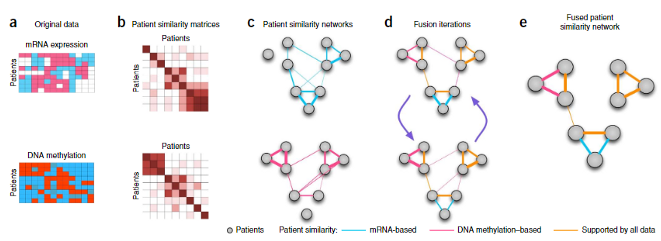 a
Original data
mRNA expression
Patients
DNA methylation
Patients
b
Patient similarity matrices
Patients
Patients
Patients
Patients
c
Patient similarity networks
d
Fusion iterations
e
Fused patient
similarity network
Patients
Patient similarity:
mRNA-based
DNA methylation–based
Supported by all data